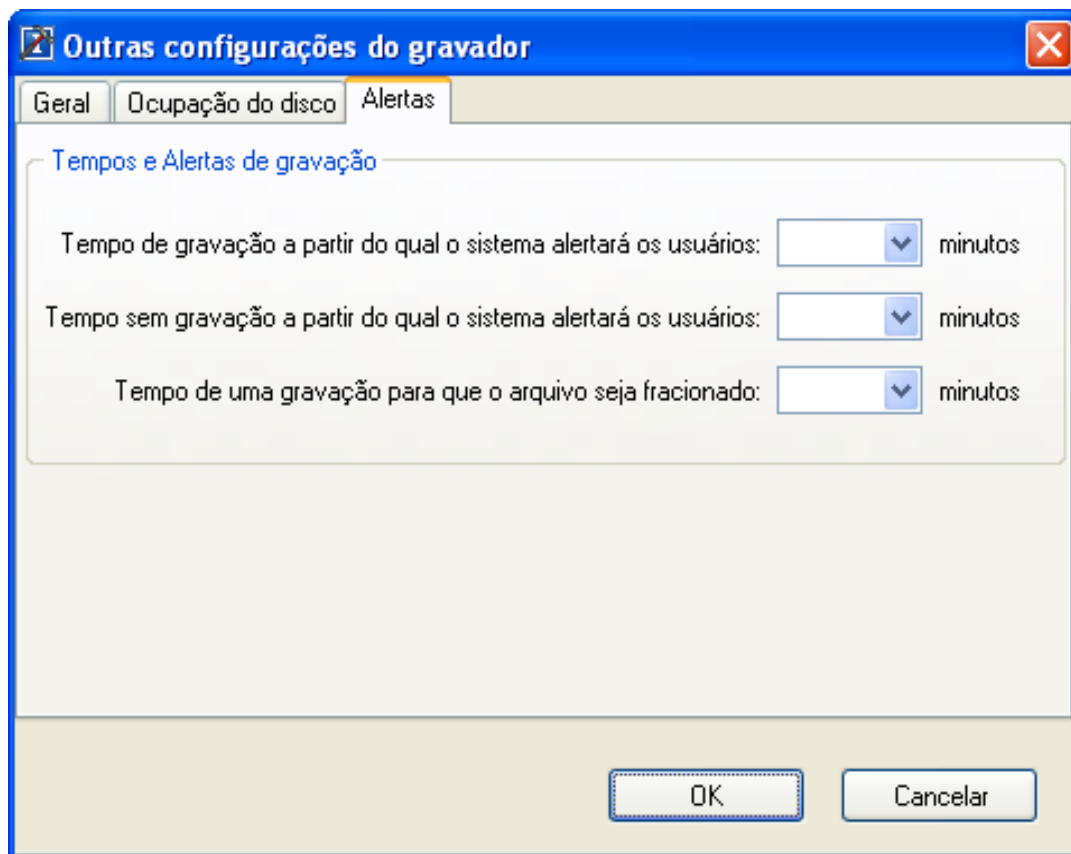 Outras configurações do gravador
Geral Ocupação do disco Alertas
Tempos e Alertas de gravação
Tempo de gravação a partir do qual o sistema alertará os usuários: minutos
Tempo sem gravação a partir do qual o sistema alertará os usuários: minutos
Tempo de uma gravação para que o arquivo seja fracionado: minutos
OK Cancelar